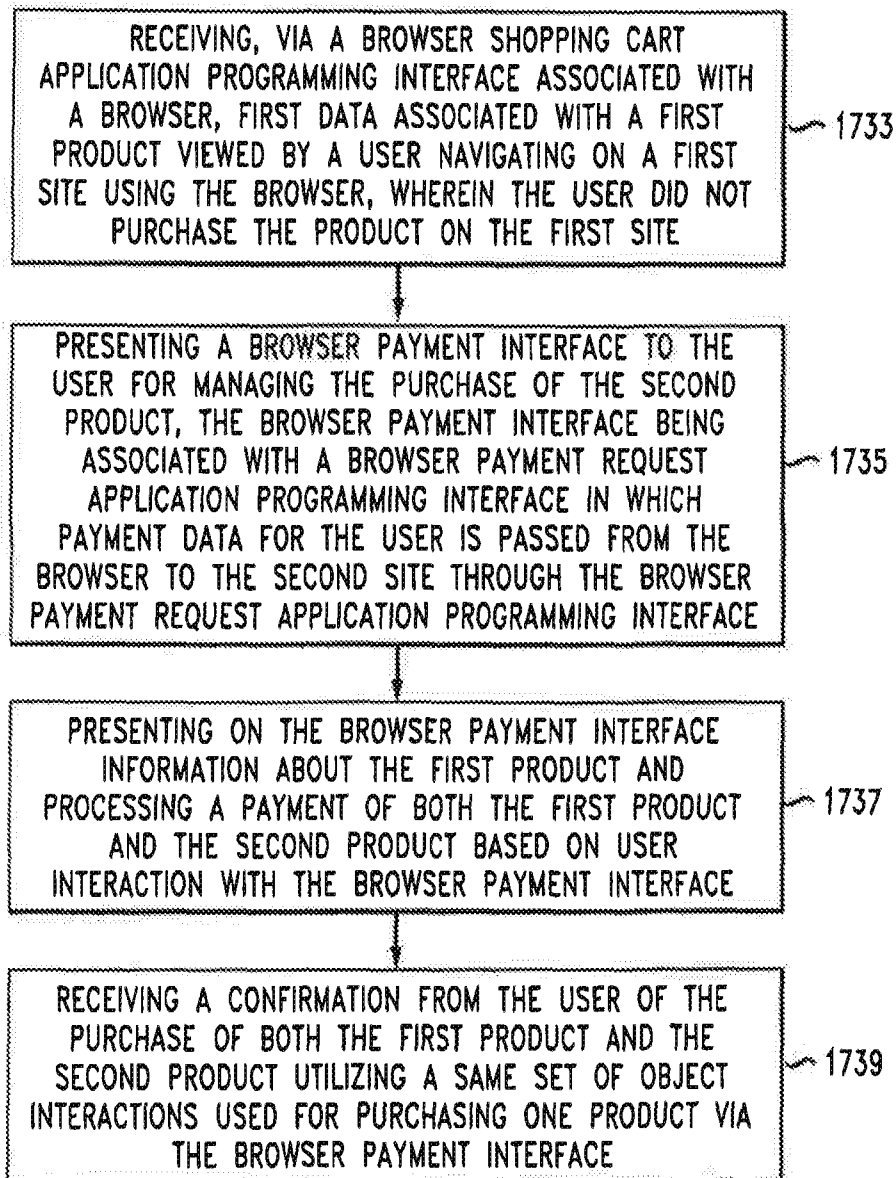 RECEIVING, VIA A BROWSER SHOPPING CART
APPLICATION PROGRAMMING INTERFACE ASSOCIATED WITH
A BROWSER, FIRST DATA ASSOCIATED WITH A FIRST
PRODUCT VIEWED BY A USER NAVIGATING ON A FIRST
SITE USING THE BROWSER, WHEREIN THE USER DID NOT
PURCHASE THE PRODUCT ON THE FIRST SITE
1733
PRESENTING A BROWSER PAYMENT INTERFACE TO THE
USER FOR MANAGING THE PURCHASE OF THE SECOND
PRODUCT, THE BROWSER PAYMENT INTERFACE BEING
ASSOCIATED WITH A BROWSER PAYMENT REQUEST
APPLICATION PROGRAMMING INTERFACE IN WHICH
PAYMENT DATA FOR THE USER IS PASSED FROM THE
BROWSER TO THE SECOND SITE THROUGH THE BROWSER
PAYMENT REQUEST APPLICATION PROGRAMMING INTERFACE
1735
PRESENTING ON THE BROWSER PAYMENT INTERFACE
INFORMATION ABOUT THE FIRST PRODUCT AND
PROCESSING A PAYMENT OF BOTH THE FIRST PRODUCT
AND THE SECOND PRODUCT BASED ON USER
INTERACTION WITH THE BROWSER PAYMENT INTERFACE
1737
RECEIVING A CONFIRMATION FROM THE USER OF THE
PURCHASE OF BOTH THE FIRST PRODUCT AND THE
SECOND PRODUCT UTILIZING A SAME SET OF OBJECT
INTERACTIONS USED FOR PURCHASING ONE PRODUCT VIA
THE BROWSER PAYMENT INTERFACE
1739